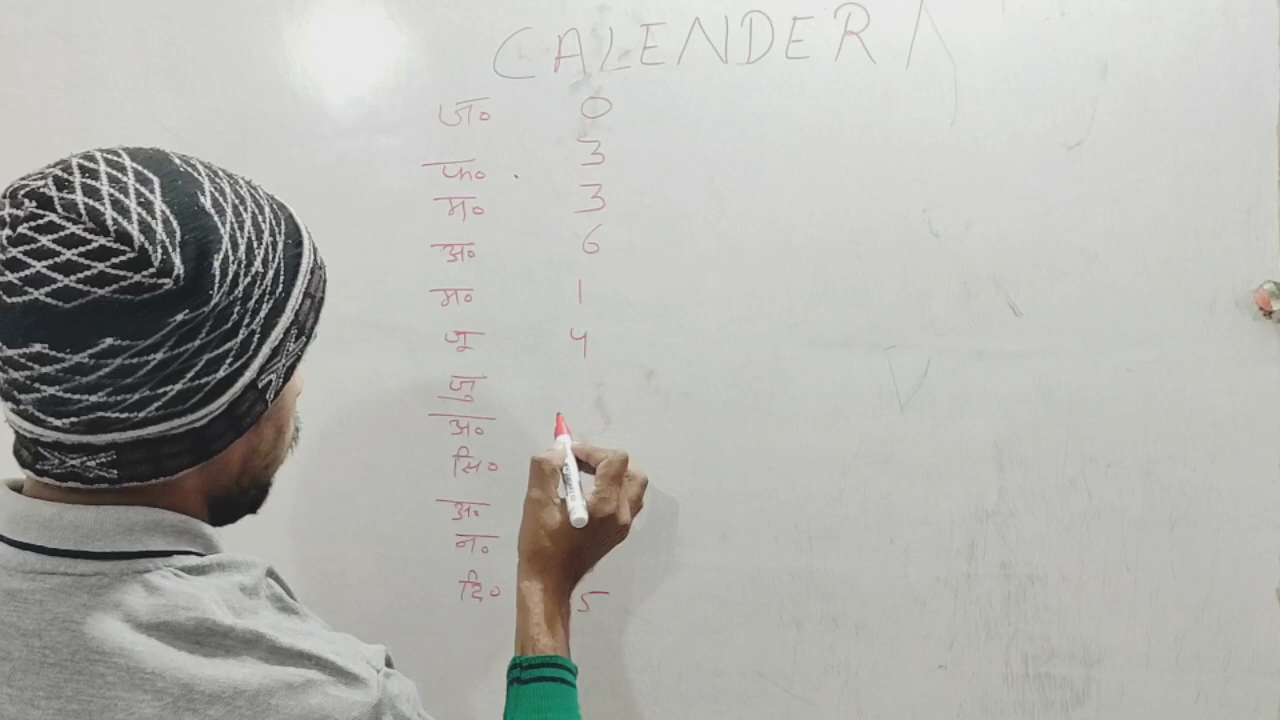 CALENDER
ज० 0
फ० 3
म० 3
अ० 6
म० 1
जू 4
जु
अ०
सि०
अ०
न०
दि० 5